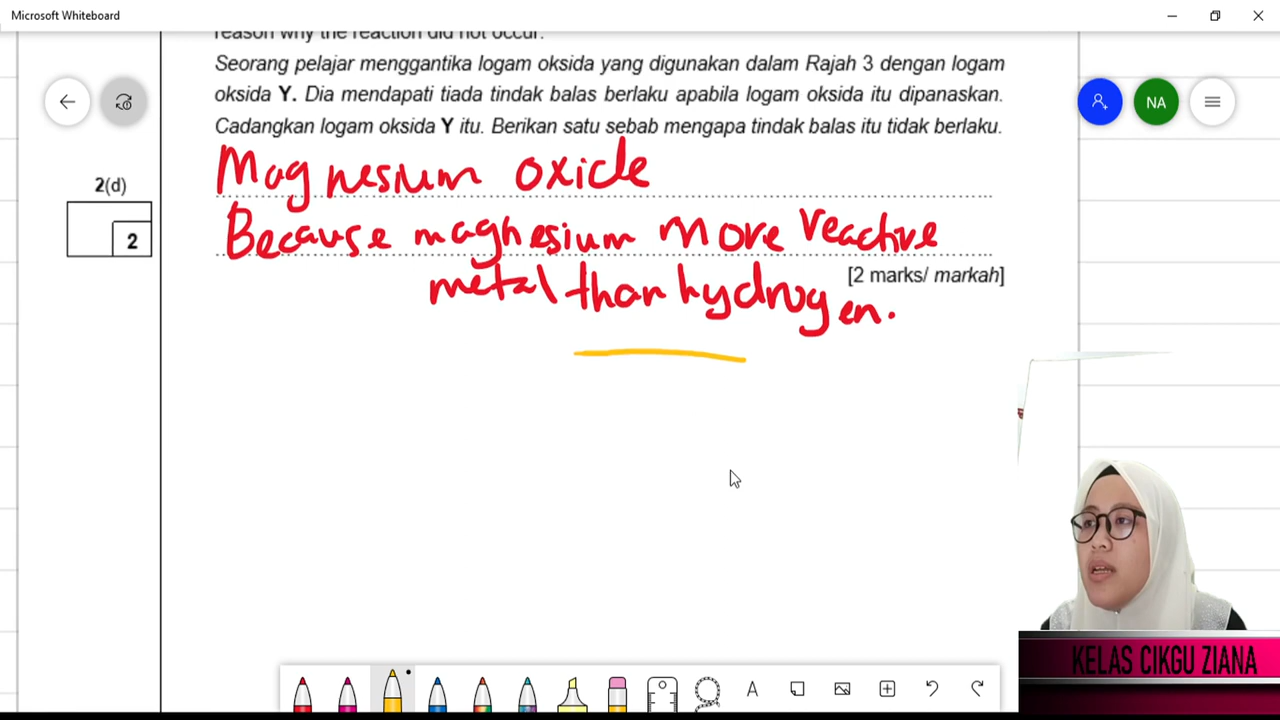 Microsoft Whiteboard
reason why the reaction did not occur.
Seorang pelajar menggantika logam oksida yang digunakan dalam Rajah 3 dengan logam
oksida Y. Dia mendapati tiada tindak balas berlaku apabila logam oksida itu dipanaskan.
Cadangkan logam oksida Y itu. Berikan satu sebab mengapa tindak balas itu tidak berlaku.
NA
2(d)
2
Magnesium oxide
Because magnesium more reactive
metal than hydrogen.
[2 marks/ markah]
KELAS CIKGU ZIANA
A